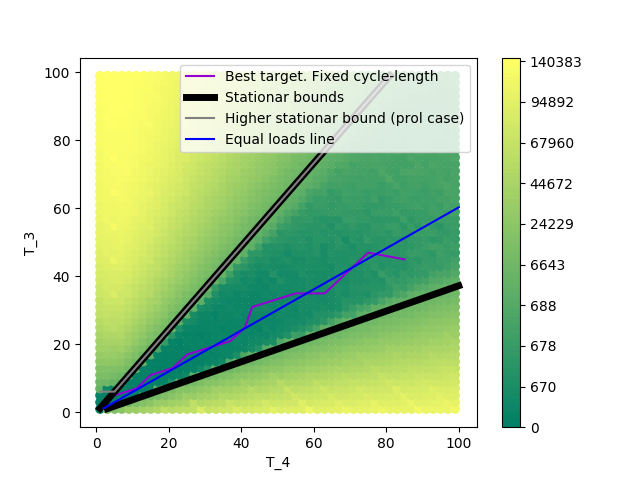 Best target. Fixed cycle-length
Stationar bounds
Higher stationar bound (prol case)
Equal loads line
T_3
100
80
60
40
20
0
0 20 40 60 80 100
T_4
140383
94892
67960
44672
24229
6643
688
678
670
0